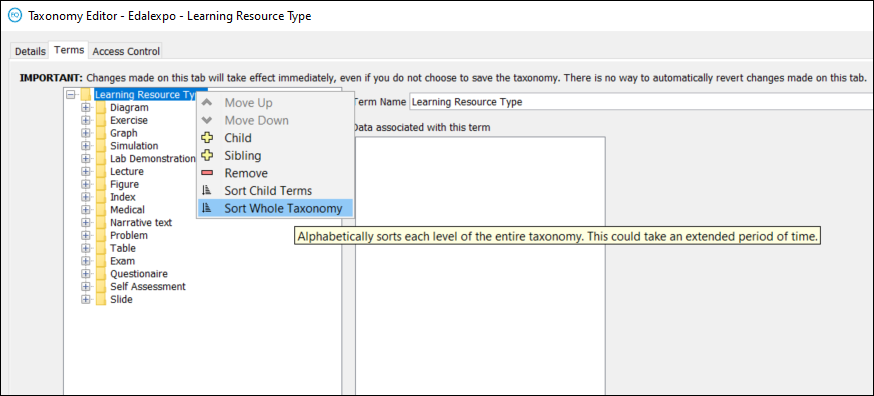 Taxonomy Editor - Edalexpo - Learning Resource Type
Details Terms Access Control
IMPORTANT: Changes made on this tab will take effect immediately, even if you do not choose to save the taxonomy. There is no way to automatically revert changes made on this tab.
Learning Resource Typ
Diagram
Exercise
Graph
Simulation
Lab Demonstration
Lecture
Figure
Index
Medical
Narrative text
Problem
Table
Exam
Questionaire
Self Assessment
Slide
Move Up
Move Down
Child
Sibling
Remove
Sort Child Terms
Sort Whole Taxonomy
Term Name Learning Resource Type
Data associated with this term
Alphabetically sorts each level of the entire taxonomy. This could take an extended period of time.